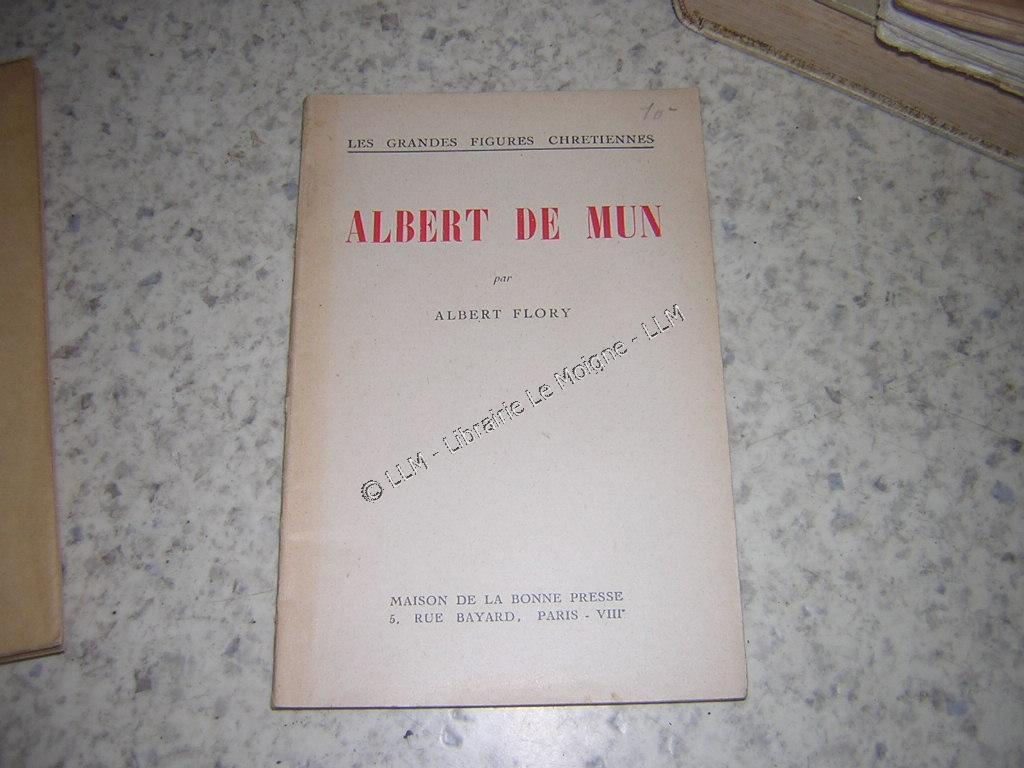 10-
LES GRANDES FIGURES CHRETIENNES
ALBERT DE MUN
par
ALBERT FLORY
© LLM - Librairie Le Moigne - LLM
MAISON DE LA BONNE PRESSE
5, RUE BAYARD, PARIS - VIIIᵉ